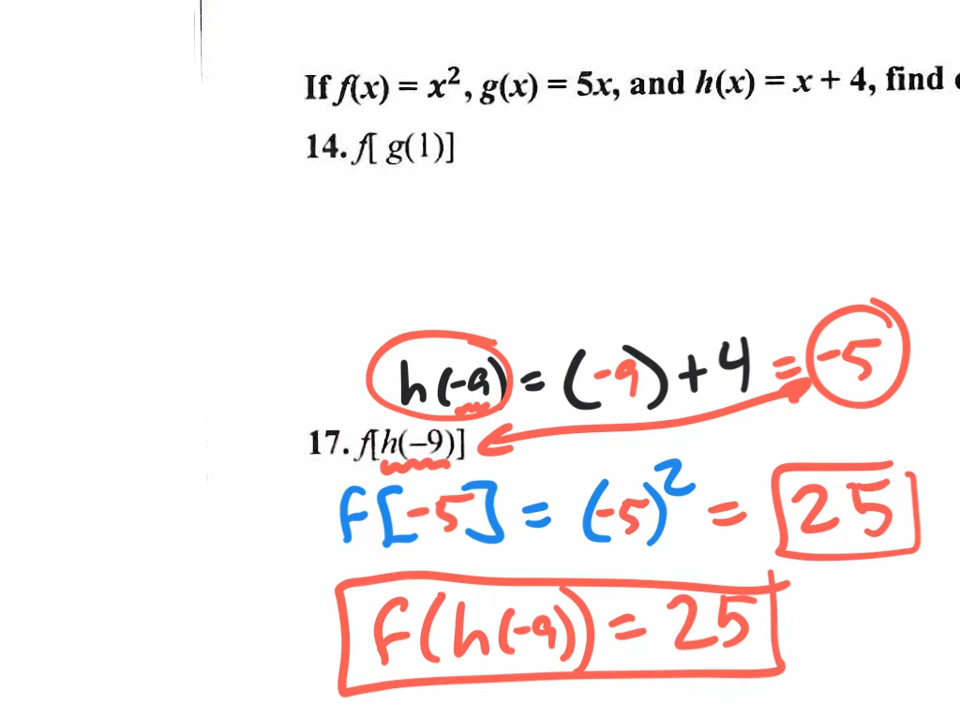 If f(x) = x², g(x) = 5x, and h(x) = x + 4, find
14. f[ g(1)]
h(-9) = (-9) + 4 = -5
17. f[h(–9)]
f[-5] = (-5)² = 25
f(h(-9)) = 25